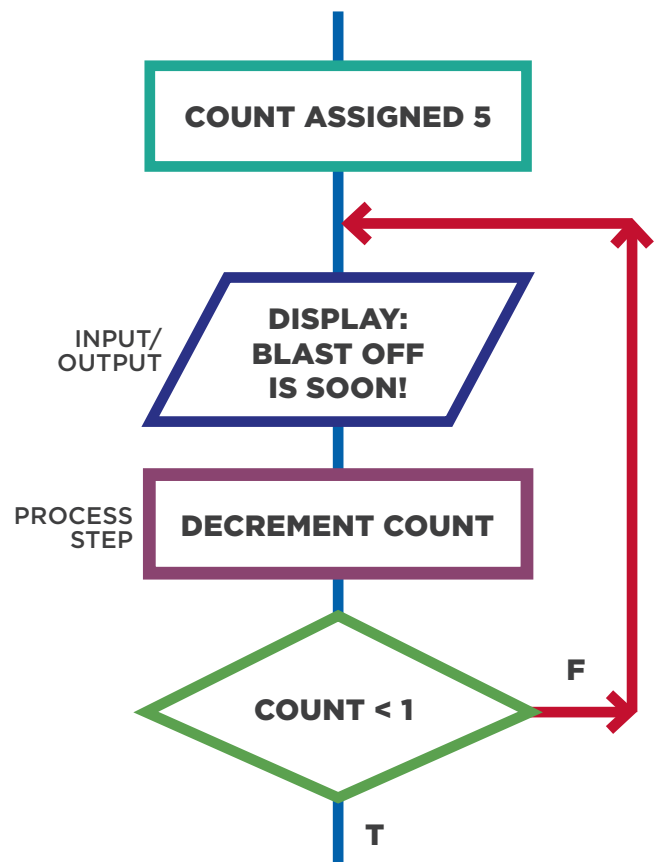 COUNT ASSIGNED 5
INPUT/
OUTPUT
DISPLAY:
BLAST OFF
IS SOON!
PROCESS
STEP
DECREMENT COUNT
COUNT < 1
F
T